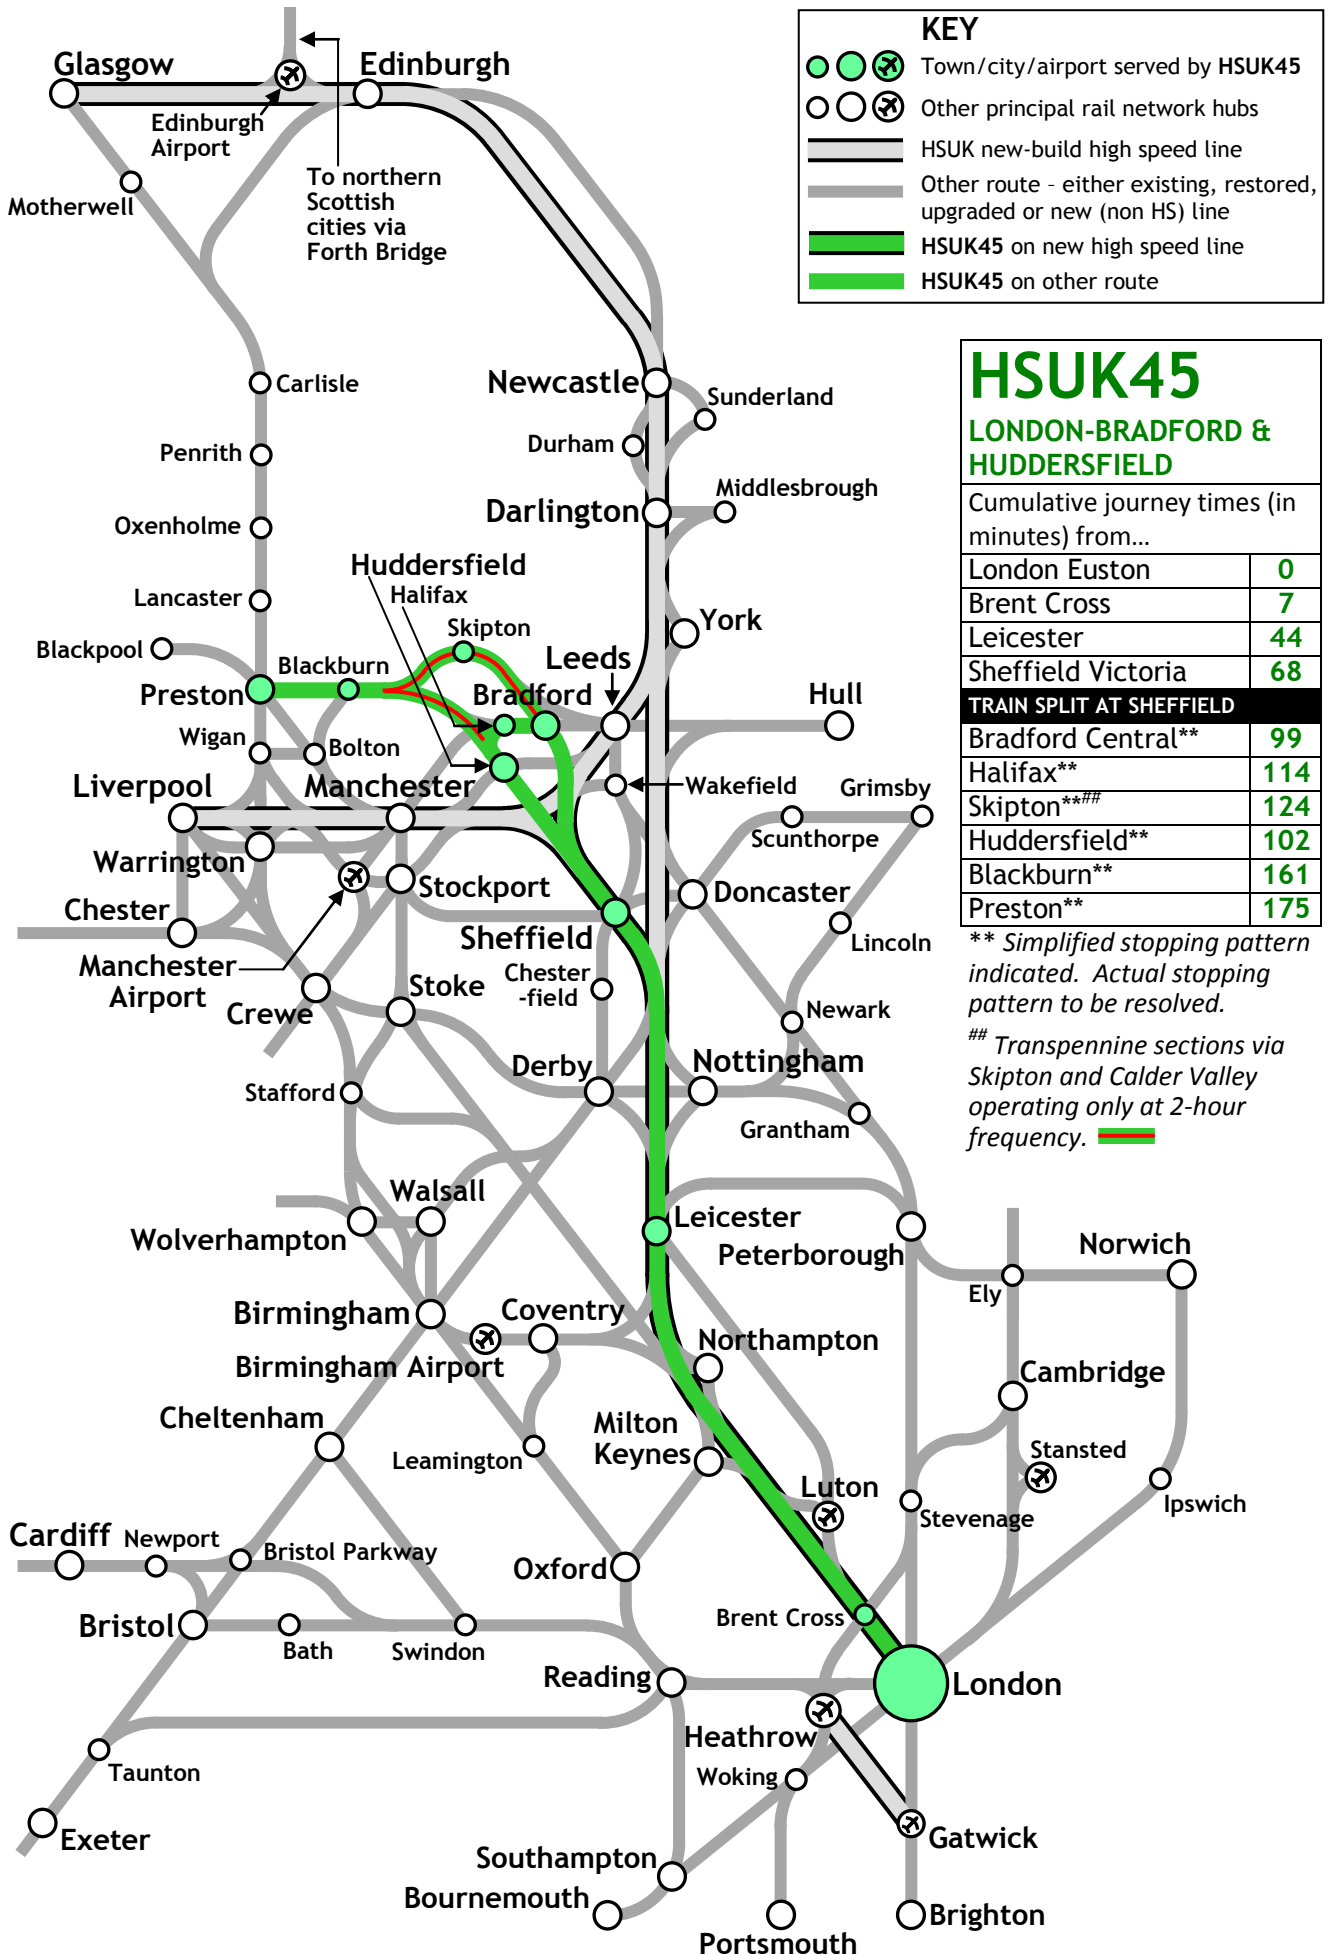 KEY
Town/city/airport served by HSUK45
Other principal rail network hubs
HSUK new-build high speed line
Other route – either existing, restored,
upgraded or new (non HS) line
HSUK45 on new high speed line
HSUK45 on other route
HSUK45
LONDON-BRADFORD &
HUDDERSFIELD
Cumulative journey times (in
minutes) from…
London Euston 0
Brent Cross 7
Leicester 44
Sheffield Victoria 68
TRAIN SPLIT AT SHEFFIELD
Bradford Central** 99
Halifax** 114
Skipton**## 124
Huddersfield** 102
Blackburn** 161
Preston** 175
** Simplified stopping pattern
indicated. Actual stopping
pattern to be resolved.
## Transpennine sections via
Skipton and Calder Valley
operating only at 2-hour
frequency.
Glasgow
Edinburgh
Edinburgh
Airport
Motherwell
To northern
Scottish
cities via
Forth Bridge
Carlisle
Newcastle
Sunderland
Durham
Penrith
Middlesbrough
Darlington
Oxenholme
Huddersfield
Halifax
Lancaster
Skipton
York
Blackpool
Blackburn
Leeds
Preston
Bradford
Hull
Wigan
Bolton
Liverpool
Manchester
Wakefield
Grimsby
Scunthorpe
Warrington
Stockport
Doncaster
Chester
Sheffield
Lincoln
Manchester
Airport
Chester
-field
Stoke
Crewe
Newark
Derby
Nottingham
Stafford
Grantham
Walsall
Leicester
Wolverhampton
Peterborough
Norwich
Ely
Birmingham
Coventry
Birmingham Airport
Northampton
Cambridge
Cheltenham
Milton
Keynes
Leamington
Stansted
Luton
Ipswich
Stevenage
Cardiff
Newport
Bristol Parkway
Oxford
Bristol
Bath
Swindon
Brent Cross
Reading
London
Heathrow
Taunton
Woking
Exeter
Gatwick
Southampton
Bournemouth
Brighton
Portsmouth